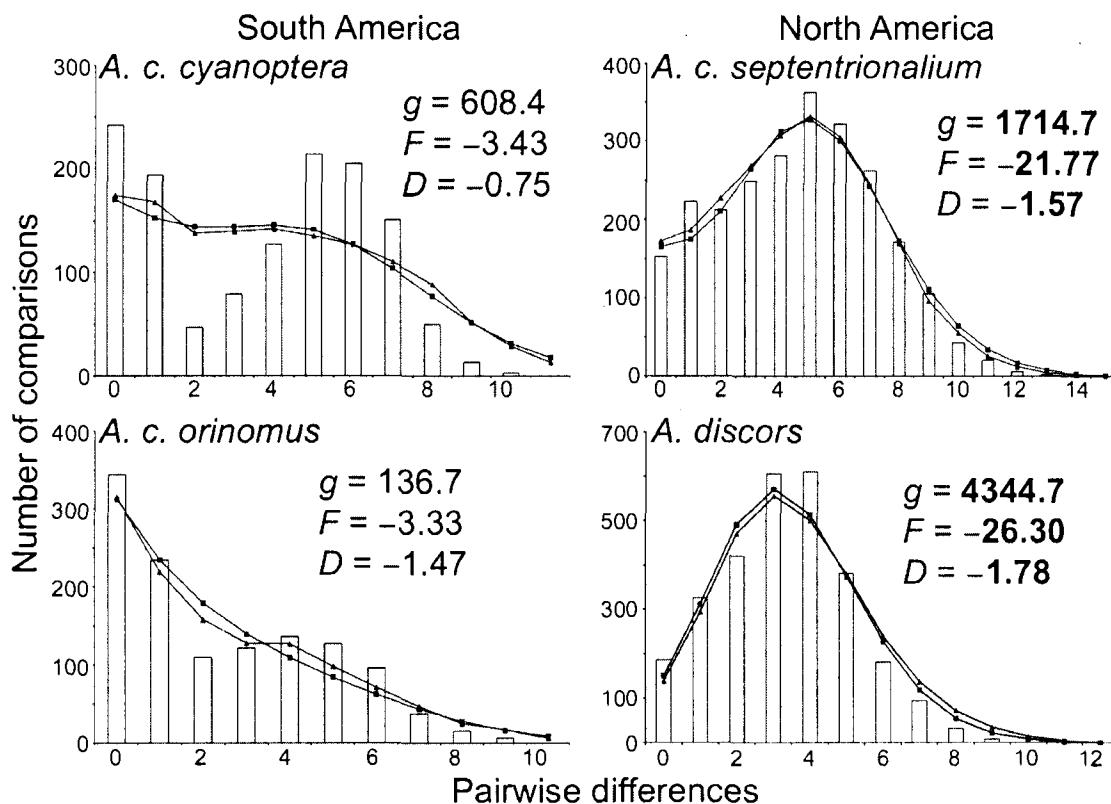 South America
North America
Number of comparisons
A. c. cyanoptera
g = 608.4
F = −3.43
D = −0.75
300
200
100
0
0 2 4 6 8 10
A. c. septentrionalium
g = 1714.7
F = −21.77
D = −1.57
400
300
200
100
0
0 2 4 6 8 10 12 14
A. c. orinomus
g = 136.7
F = −3.33
D = −1.47
400
300
200
100
0
0 2 4 6 8 10
A. discors
g = 4344.7
F = −26.30
D = −1.78
700
500
300
100
0
0 2 4 6 8 10 12
Pairwise differences